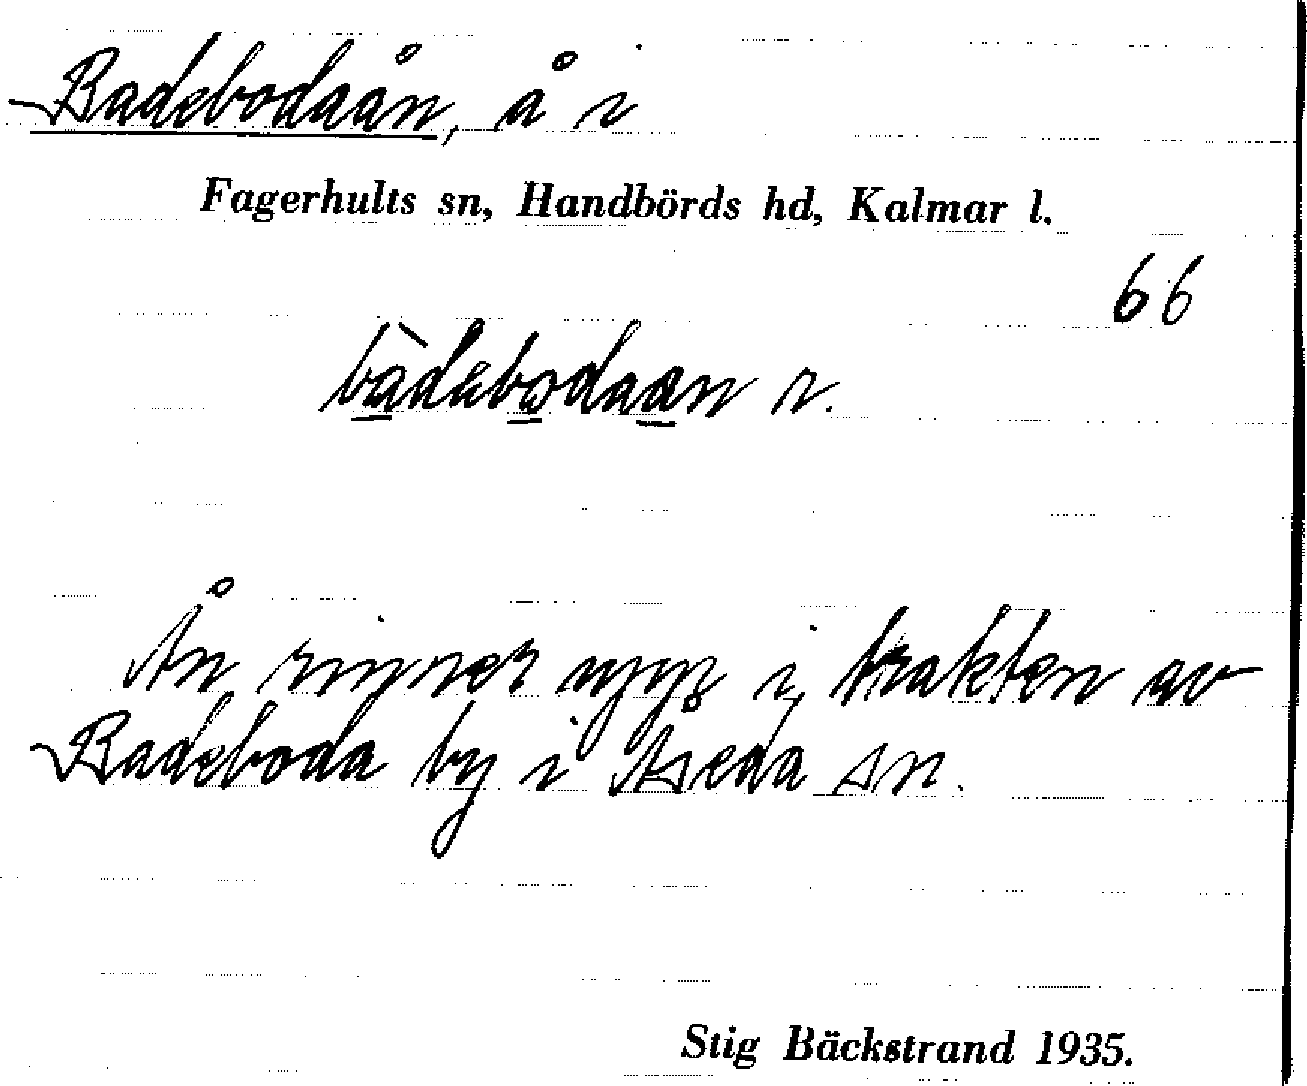 Badebodaån, å i
Fagerhults sn, Handbörds hd, Kalmar l.
66
bàdebodaan r.
Ån rinner upp i trakten av
Badeboda by i Åseda sn.
Stig Bäckstrand 1935.